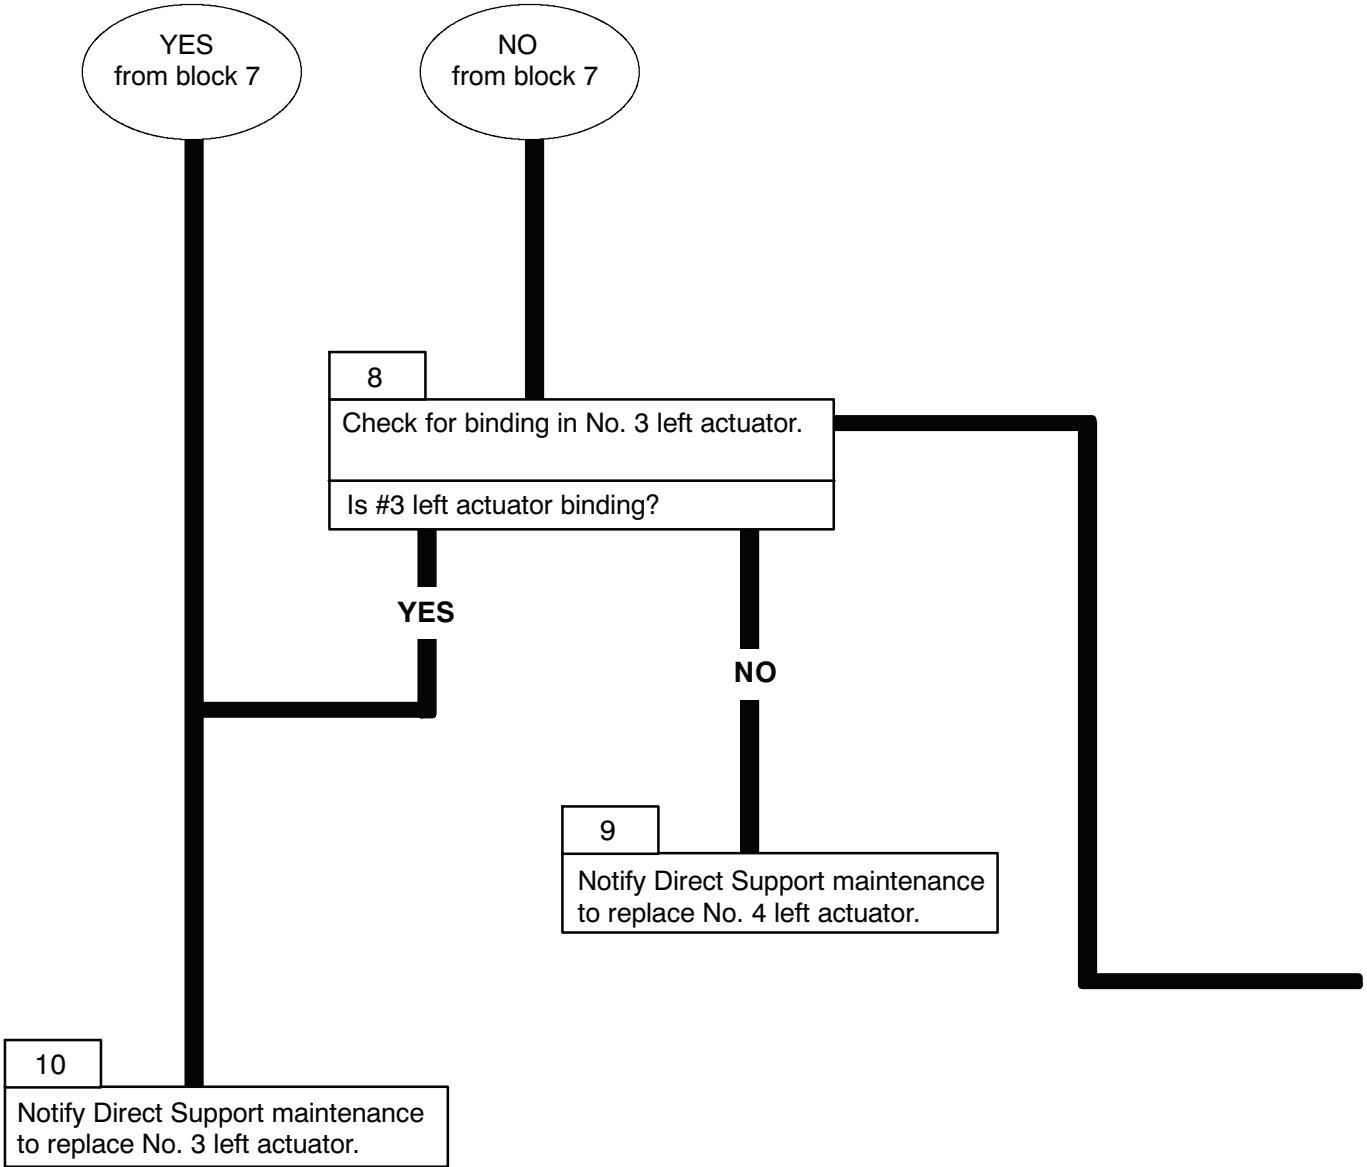 YES
from block 7
NO
from block 7
8
Check for binding in No. 3 left actuator.
Is #3 left actuator binding?
YES
NO
9
Notify Direct Support maintenance
to replace No. 4 left actuator.
10
Notify Direct Support maintenance
to replace No. 3 left actuator.